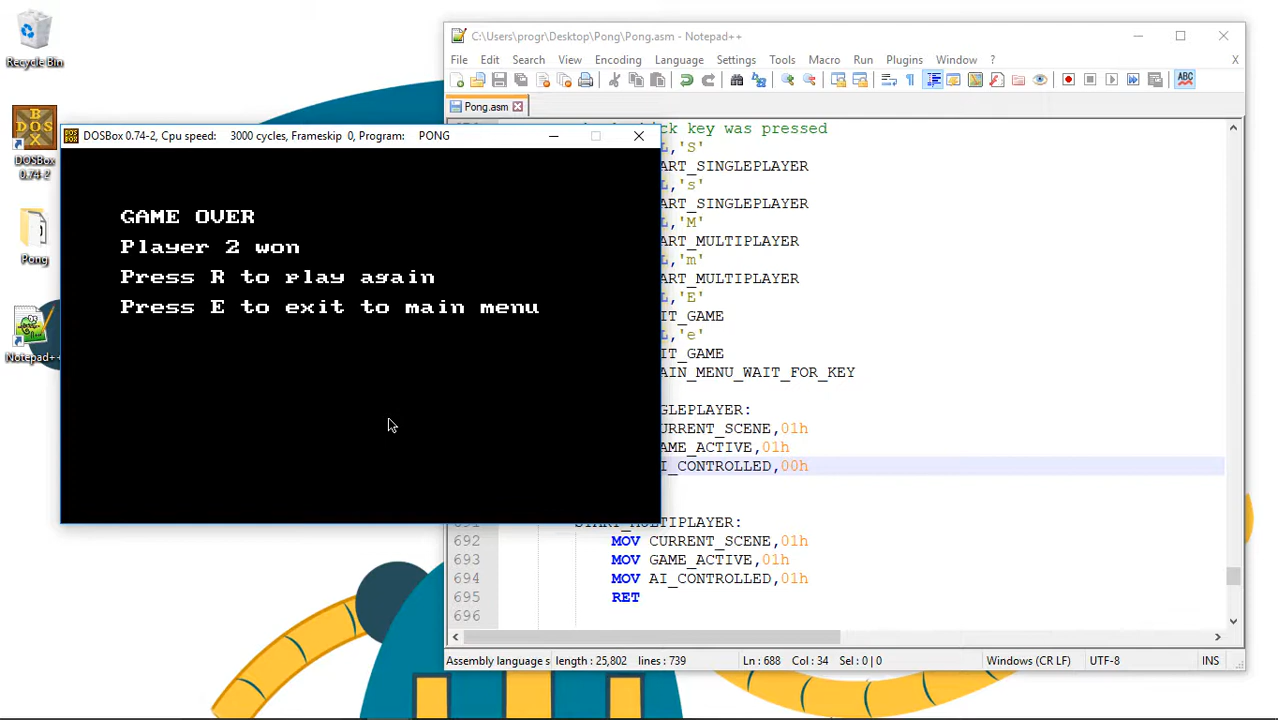 Recycle Bin
DOSBox
0.74-2
Pong
Notepad++
C:\Users\progr\Desktop\Pong\Pong.asm - Notepad++
File Edit Search View Encoding Language Settings Tools Macro Run Plugins Window ? X
Pong.asm
DOSBox 0.74-2, Cpu speed: 3000 cycles, Frameskip 0, Program: PONG
GAME OVER
Player 2 won
Press R to play again
Press E to exit to main menu
ck key was pressed
L,'S'
ART_SINGLEPLAYER
L,'s'
ART_SINGLEPLAYER
L,'M'
ART_MULTIPLAYER
L,'m'
ART_MULTIPLAYER
L,'E'
IT_GAME
L,'e'
IT_GAME
AIN_MENU_WAIT_FOR_KEY
GLEPLAYER:
CURRENT_SCENE,01h
AME_ACTIVE,01h
I_CONTROLLED,00h
691 START_MULTIPLAYER:
692 MOV CURRENT_SCENE,01h
693 MOV GAME_ACTIVE,01h
694 MOV AI_CONTROLLED,01h
695 RET
696
Assembly language s length : 25,802 lines : 739 Ln : 688 Col : 34 Sel : 0 | 0 Windows (CR LF) UTF-8 INS